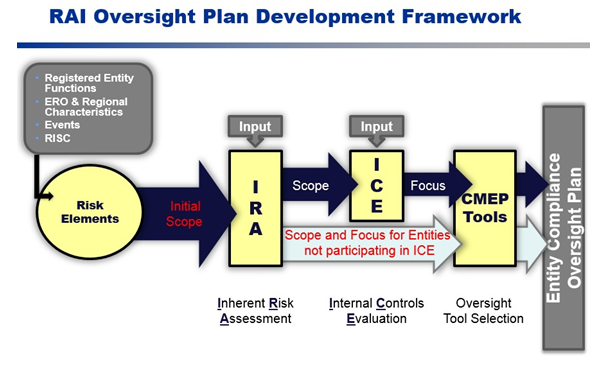 RAI Oversight Plan Development Framework
• Registered Entity
Functions
• ERO & Regional
Characteristics
• Events
• RISC
Risk
Elements
Initial
Scope
Input
I
R
A
Scope
Input
I
C
E
Focus
Scope and Focus for Entities
not participating in ICE
CMEP
Tools
Entity Compliance
Oversight Plan
Inherent Risk
Assessment
Internal Controls
Evaluation
Oversight
Tool Selection